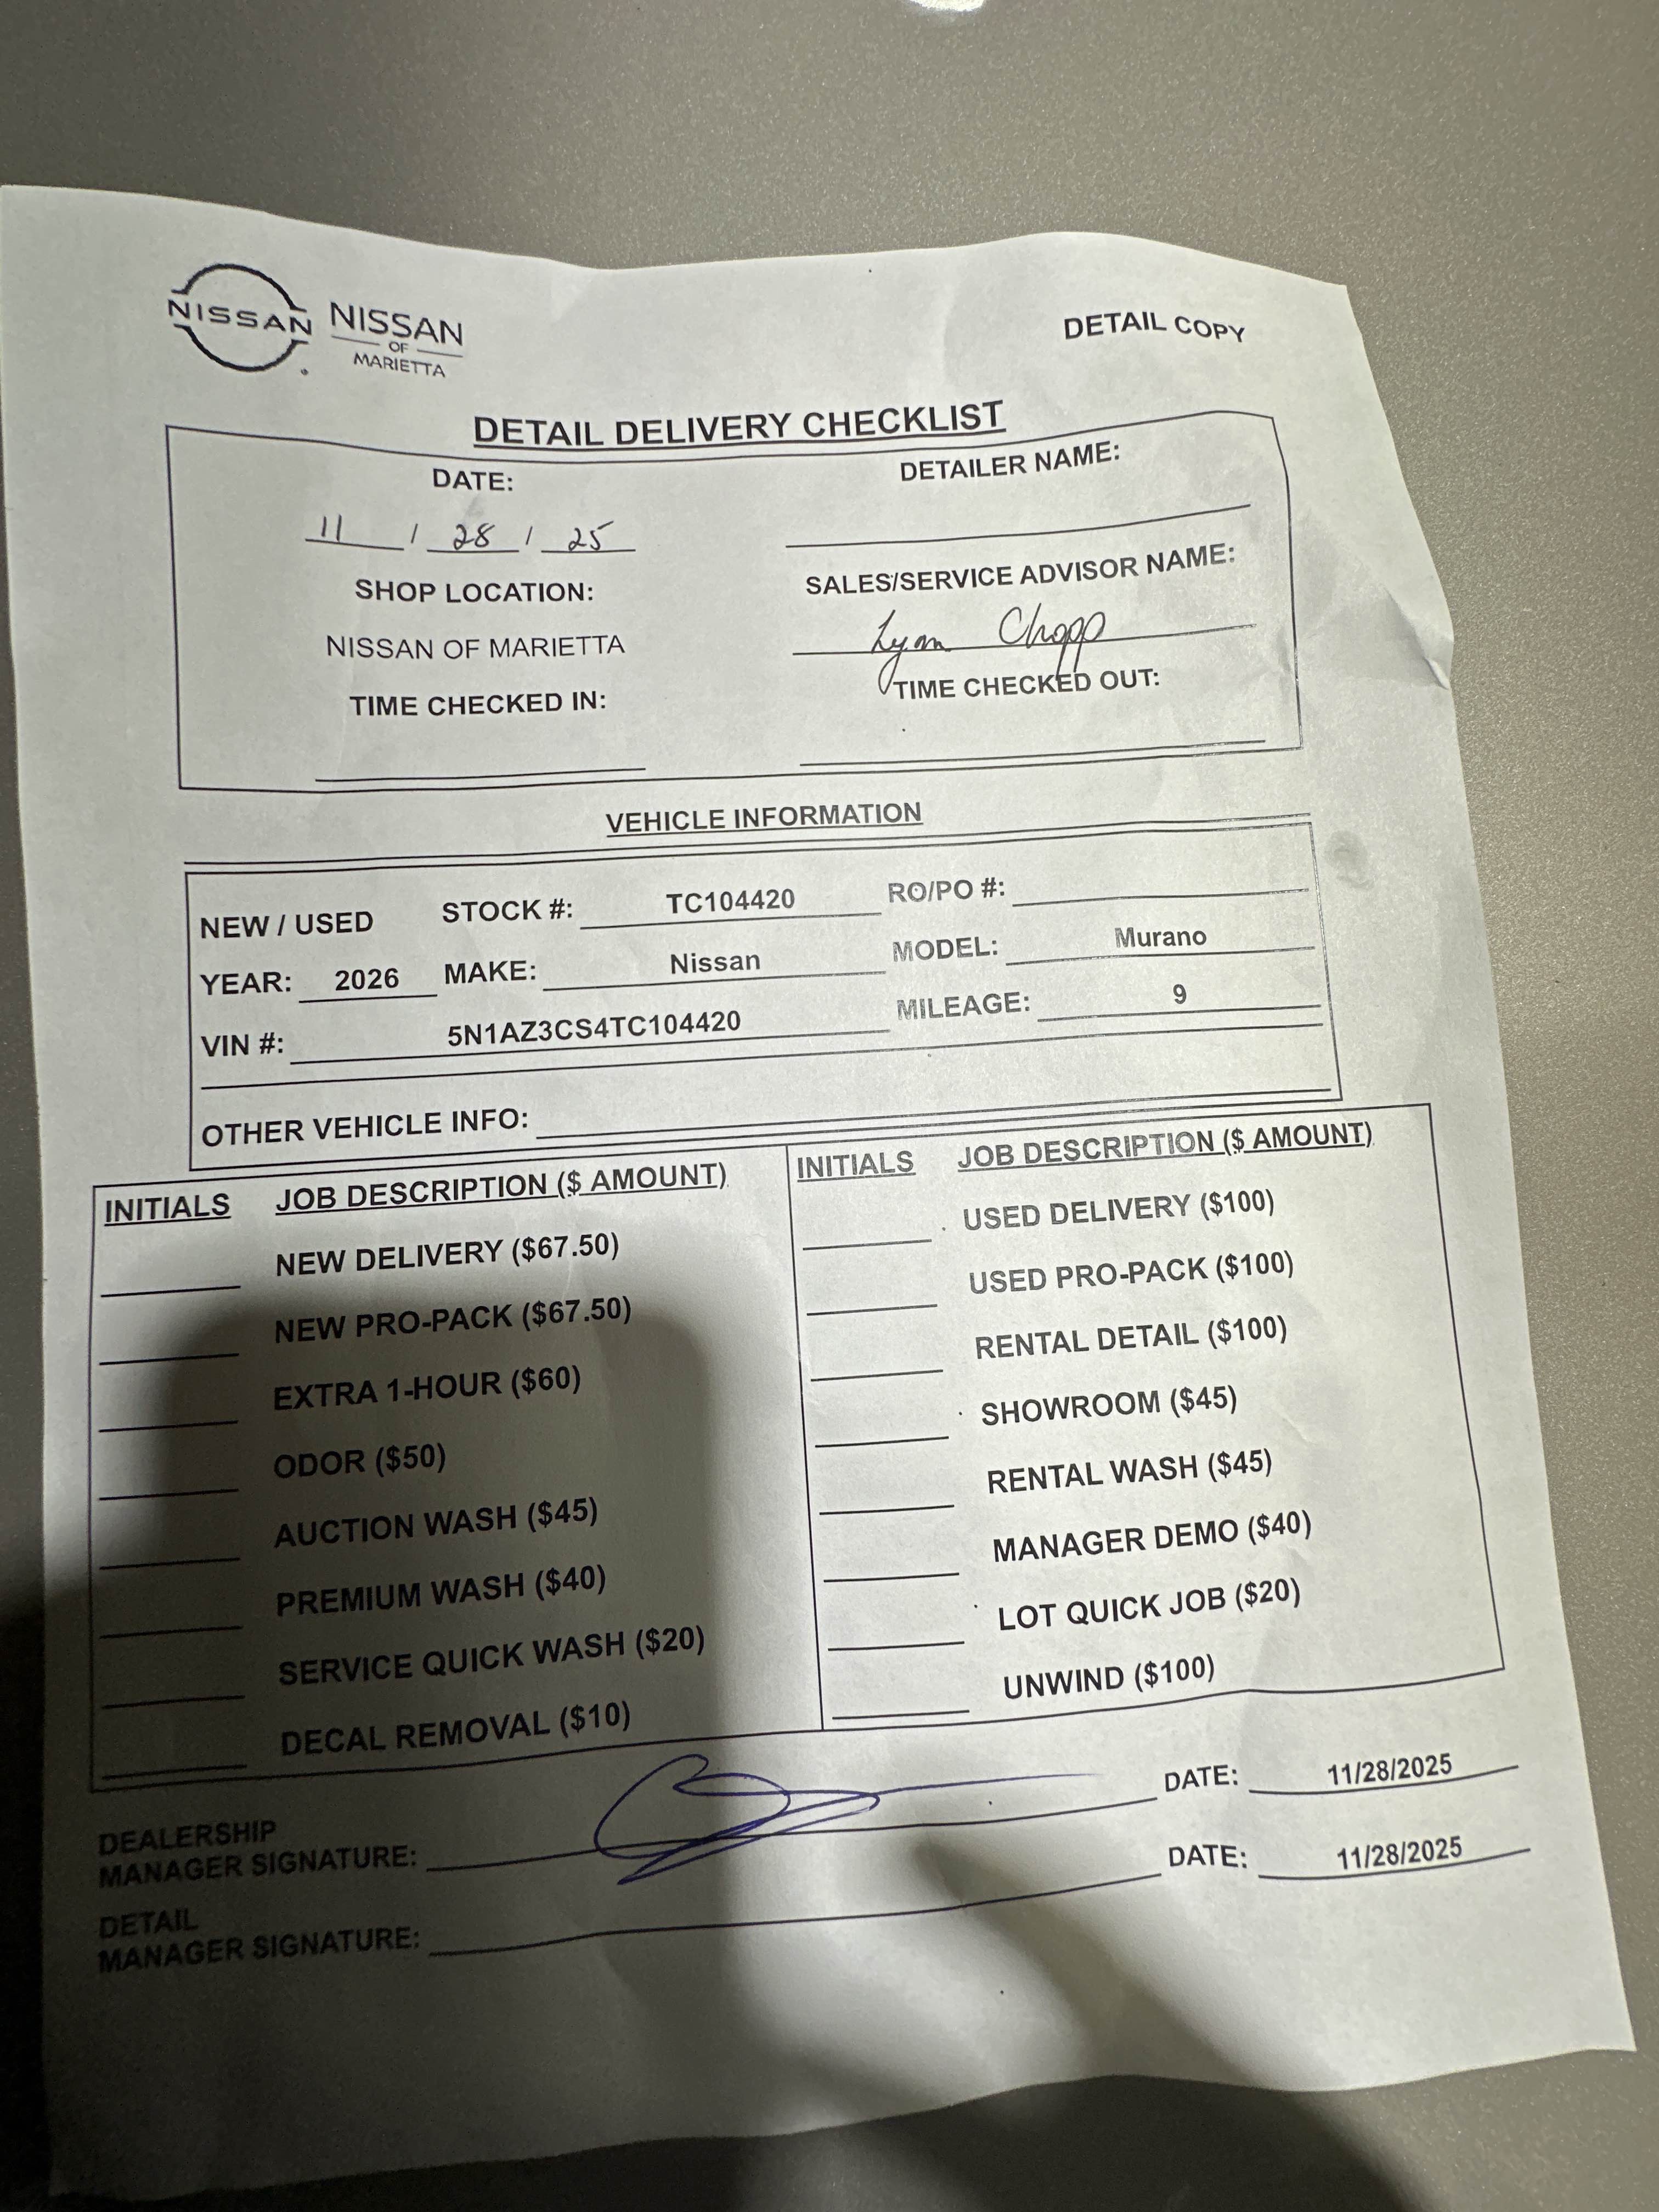 NISSAN
NISSAN
OF
MARIETTA
DETAIL COPY
DETAIL DELIVERY CHECKLIST
DATE:
11 / 28 / 25
DETAILER NAME:
SHOP LOCATION:
NISSAN OF MARIETTA
SALES/SERVICE ADVISOR NAME:
Lynn Chopp
TIME CHECKED IN:
TIME CHECKED OUT:
VEHICLE INFORMATION
NEW / USED STOCK #: TC104420 RO/PO #:
YEAR: 2026 MAKE: Nissan MODEL: Murano
VIN #: 5N1AZ3CS4TC104420 MILEAGE: 9
OTHER VEHICLE INFO:
INITIALS JOB DESCRIPTION ($ AMOUNT)
NEW DELIVERY ($67.50)
NEW PRO-PACK ($67.50)
EXTRA 1-HOUR ($60)
ODOR ($50)
AUCTION WASH ($45)
PREMIUM WASH ($40)
SERVICE QUICK WASH ($20)
DECAL REMOVAL ($10)
INITIALS JOB DESCRIPTION ($ AMOUNT)
USED DELIVERY ($100)
USED PRO-PACK ($100)
RENTAL DETAIL ($100)
SHOWROOM ($45)
RENTAL WASH ($45)
MANAGER DEMO ($40)
LOT QUICK JOB ($20)
UNWIND ($100)
DEALERSHIP
MANAGER SIGNATURE: DATE: 11/28/2025
DETAIL
MANAGER SIGNATURE: DATE: 11/28/2025